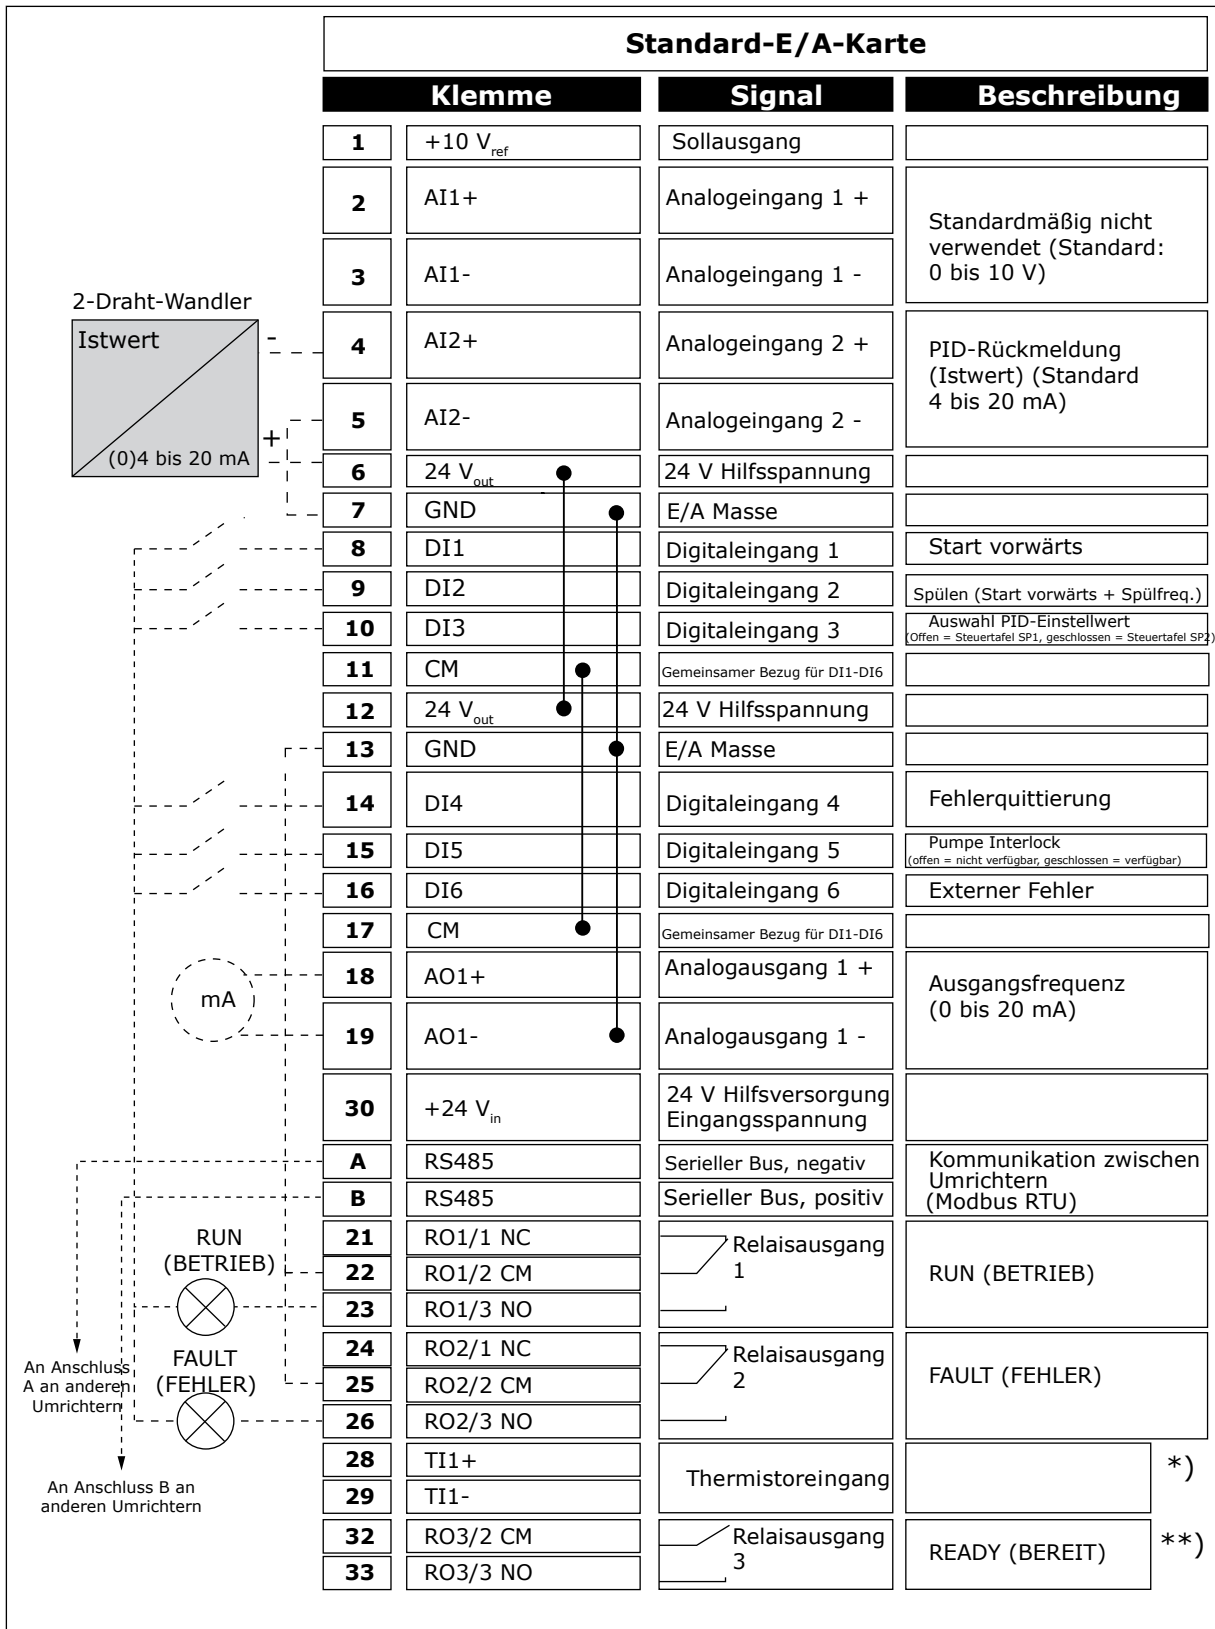 Standard-E/A-Karte
Klemme Signal Beschreibung
1 +10 Vref Sollausgang
2 AI1+ Analogeingang 1 +
3 AI1- Analogeingang 1 -
Standardmäßig nicht
verwendet (Standard:
0 bis 10 V)
2-Draht-Wandler
Istwert
-
+
(0)4 bis 20 mA
4 AI2+ Analogeingang 2 +
5 AI2- Analogeingang 2 -
PID-Rückmeldung
(Istwert) (Standard
4 bis 20 mA)
6 24 Vout 24 V Hilfsspannung
7 GND E/A Masse
8 DI1 Digitaleingang 1 Start vorwärts
9 DI2 Digitaleingang 2 Spülen (Start vorwärts + Spülfreq.)
10 DI3 Digitaleingang 3 Auswahl PID-Einstellwert
(Offen = Steuertafel SP1, geschlossen = Steuertafel SP2)
11 CM Gemeinsamer Bezug für DI1-DI6
12 24 Vout 24 V Hilfsspannung
13 GND E/A Masse
14 DI4 Digitaleingang 4 Fehlerquittierung
15 DI5 Digitaleingang 5 Pumpe Interlock
(offen = nicht verfügbar, geschlossen = verfügbar)
16 DI6 Digitaleingang 6 Externer Fehler
17 CM Gemeinsamer Bezug für DI1-DI6
mA
18 AO1+ Analogausgang 1 +
19 AO1- Analogausgang 1 -
Ausgangsfrequenz
(0 bis 20 mA)
30 +24 Vin 24 V Hilfsversorgung
Eingangsspannung
A RS485 Serieller Bus, negativ
B RS485 Serieller Bus, positiv
Kommunikation zwischen
Umrichtern
(Modbus RTU)
RUN
(BETRIEB)
21 RO1/1 NC
22 RO1/2 CM
23 RO1/3 NO
Relaisausgang
1
RUN (BETRIEB)
FAULT
(FEHLER)
24 RO2/1 NC
25 RO2/2 CM
26 RO2/3 NO
Relaisausgang
2
FAULT (FEHLER)
An Anschluss
A an anderen
Umrichtern
An Anschluss B an
anderen Umrichtern
28 TI1+
29 TI1-
Thermistoreingang
*)
32 RO3/2 CM
33 RO3/3 NO
Relaisausgang
3
READY (BEREIT)
**)